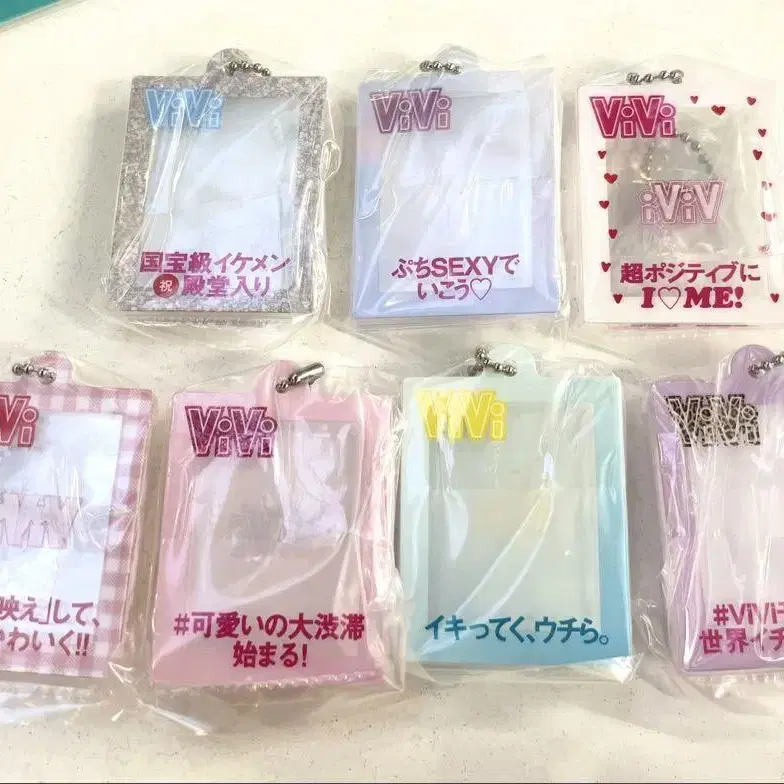 ViVi
国宝級イケメン
祝 殿堂入り
ViVi
ぷちSEXYで
いこう♡
ViVi
iViV
超ポジティブに
I♡ME!
Vi
映え」して、
わいく!!
ViVi
#可愛いの大渋滞
始まる!
ViVi
イキってく、ウチら。
ViVi
#ViVi
世界イ